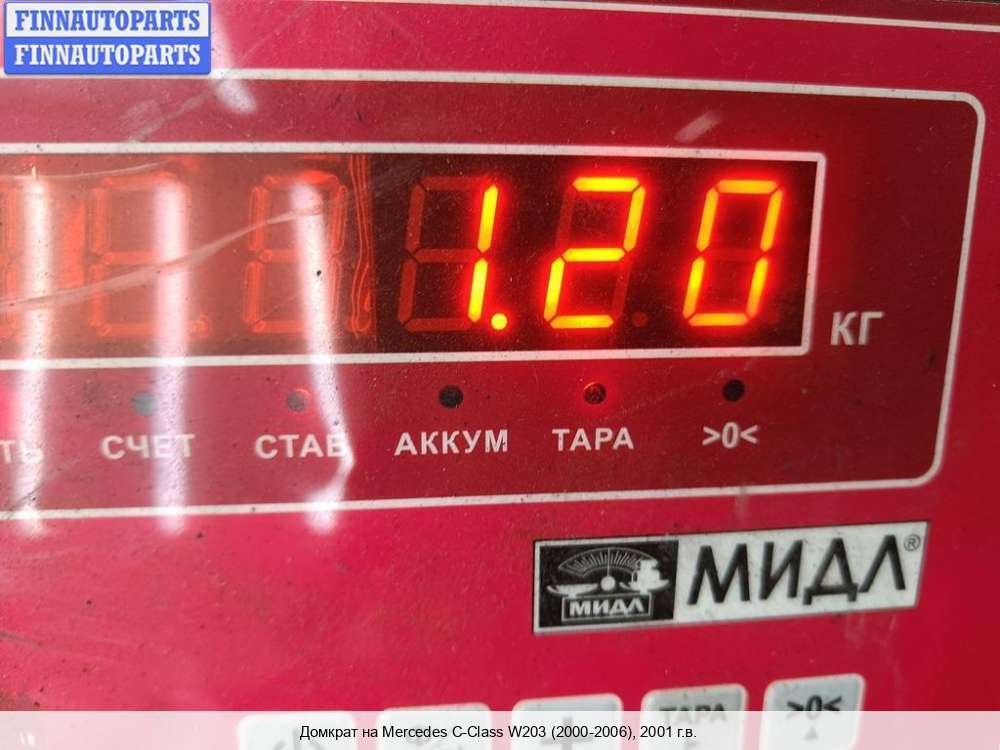 FINNAUTOPARTS
FINNAUTOPARTS
1.20
КГ
СЧЕТ СТАБ АККУМ ТАРА >0<
МИДЛ МИДЛ®
ТАРА >0<
Домкрат на Mercedes C-Class W203 (2000-2006), 2001 г.в.